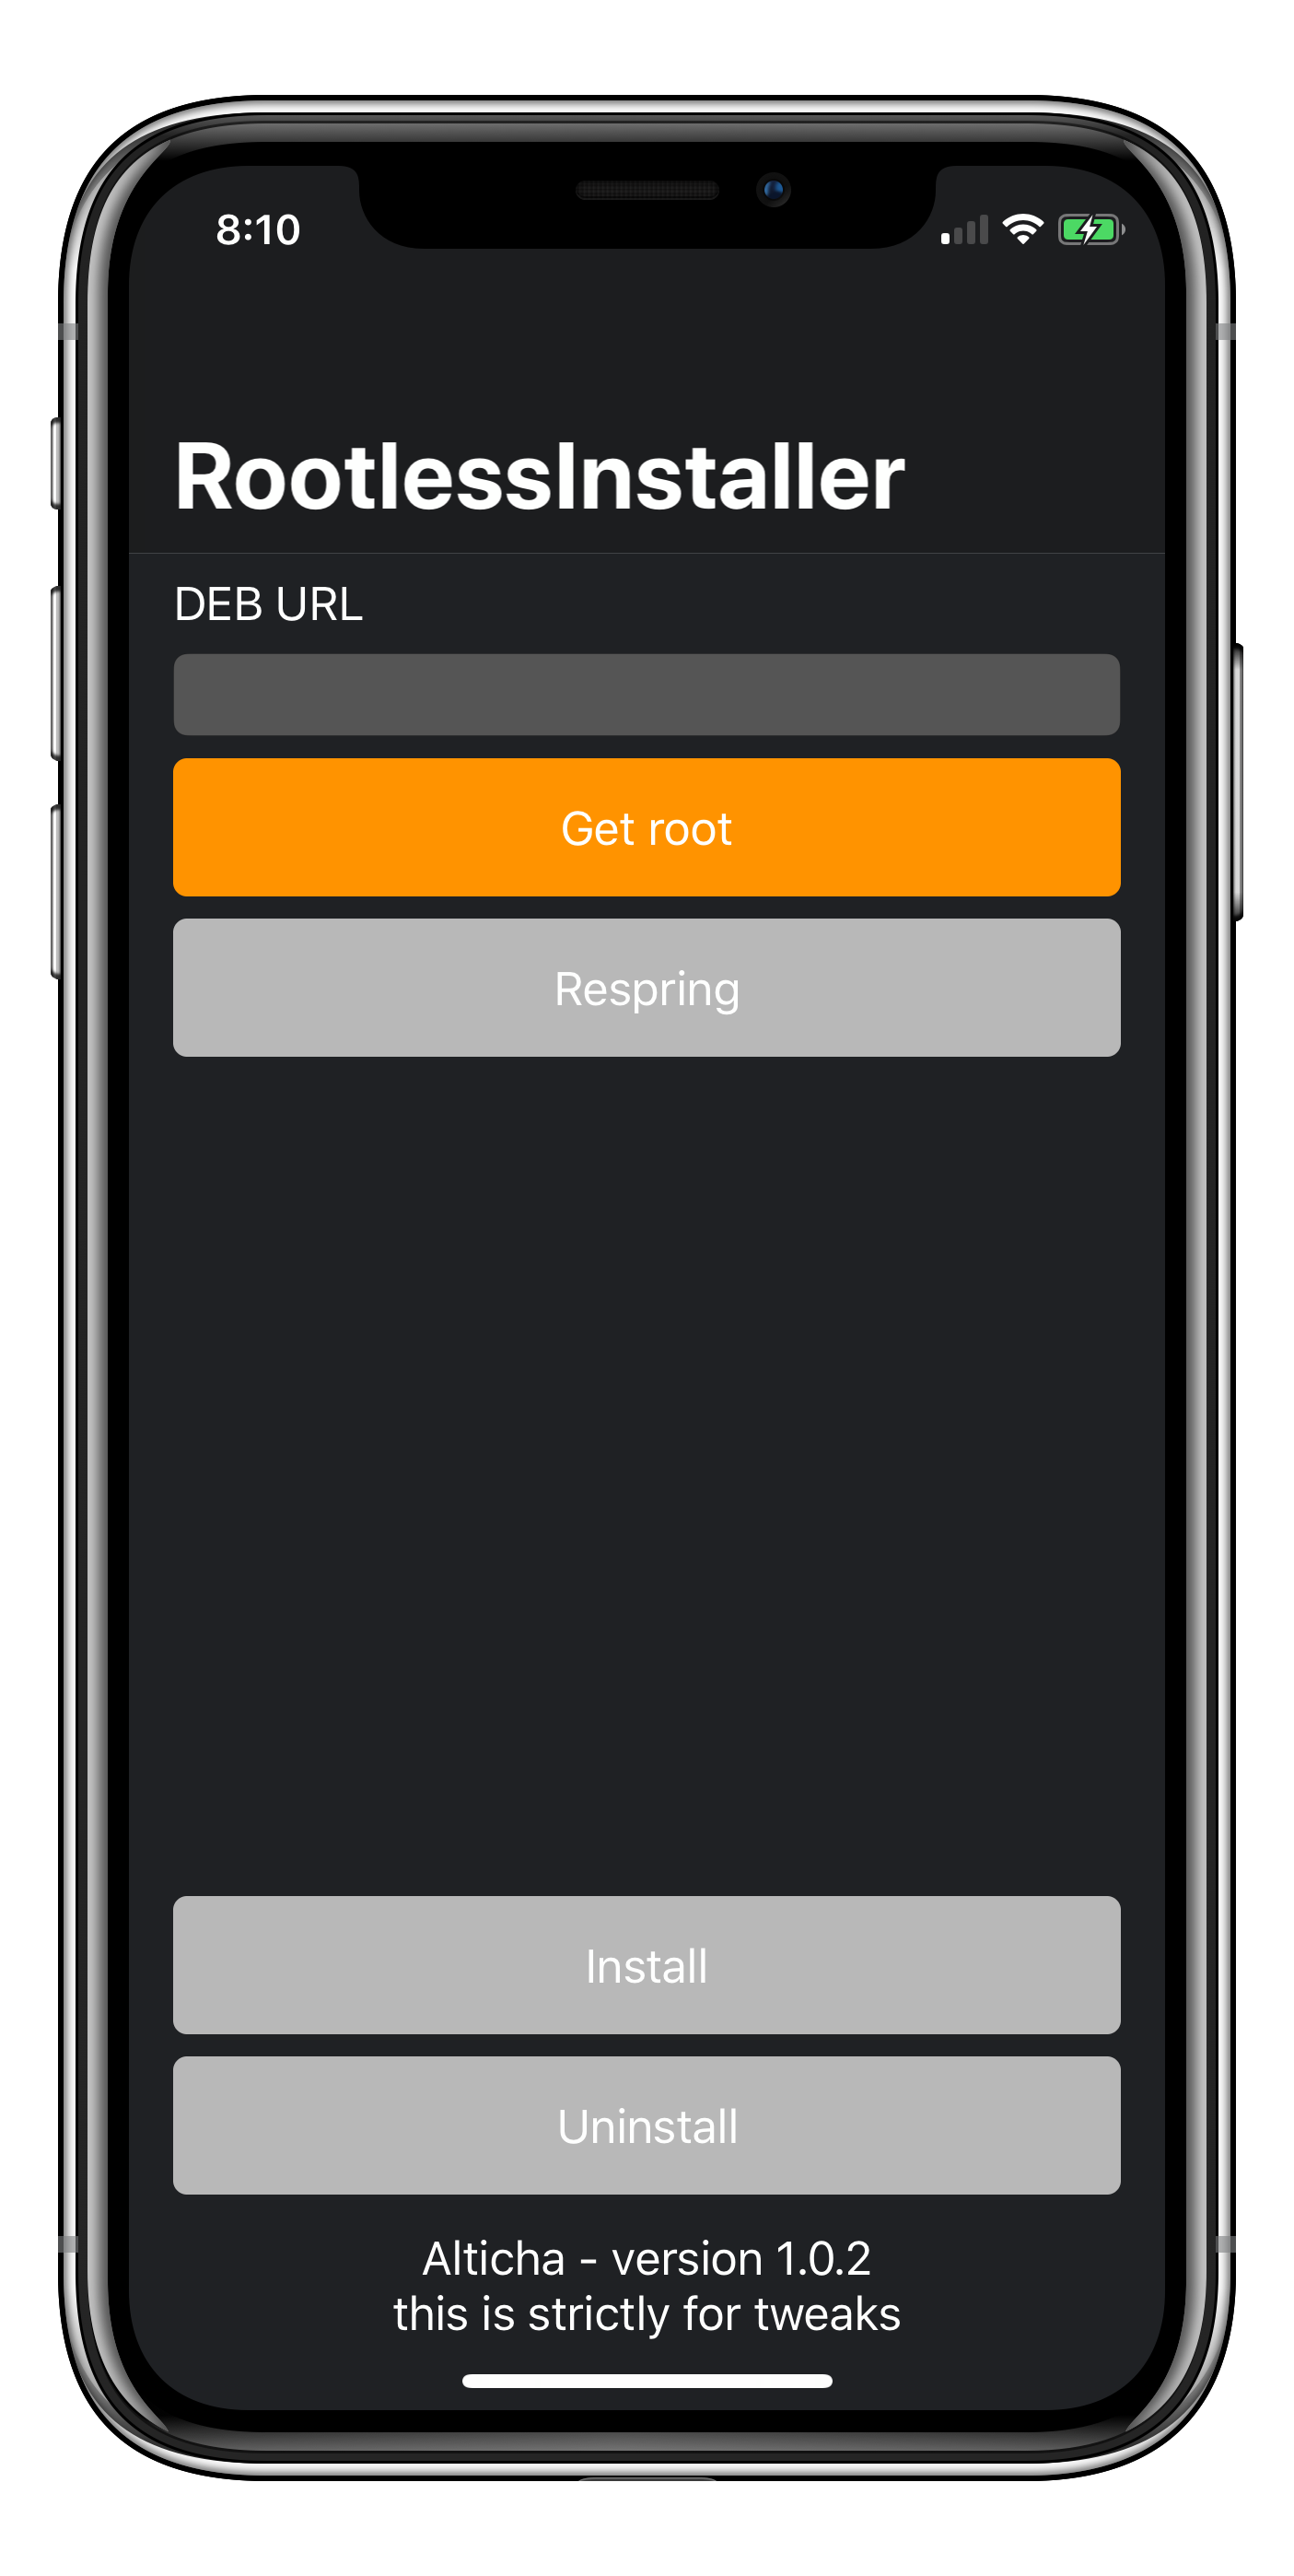 8:10
RootlessInstaller
DEB URL
Get root
Respring
Install
Uninstall
Alticha - version 1.0.2
this is strictly for tweaks